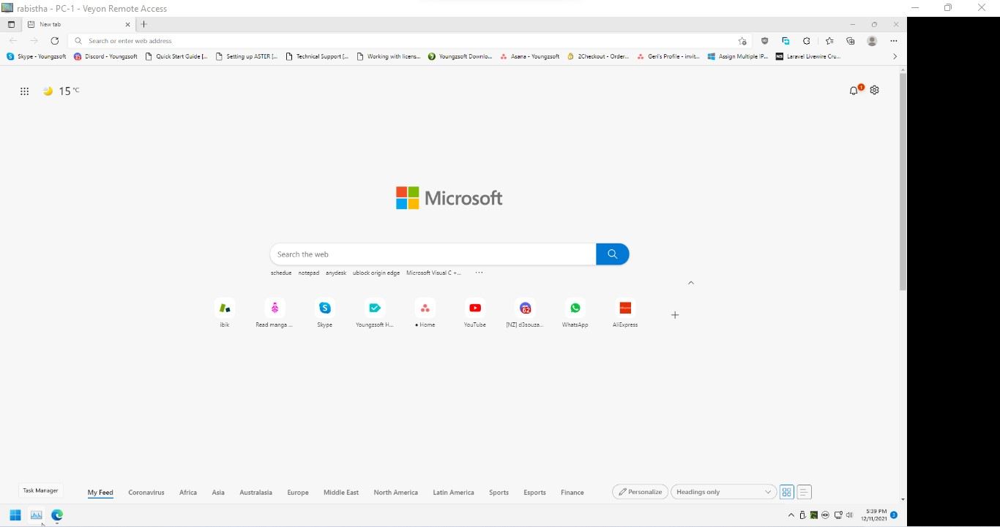 rabistha - PC-1 - Veyon Remote Access
New tab
Search or enter web address
Skype - Youngzsoft Discord - Youngzsoft Quick Start Guide [... Setting up ASTER [... Technical Support [... Working with licens... Youngzsoft Downlo... Asana - Youngzsoft 2Checkout - Order... Geri's Profile - invit... Assign Multiple IP... NS Laravel Livewire Cru...
15 °C
1
Microsoft
Search the web
schedue notepad anydesk ublock origin edge Microsoft Visual C +... ...
62
ibik Read manga ... Skype Youngzsoft H... • Home YouTube [NZ] d3souza... WhatsApp AliExpress
Task Manager
My Feed Coronavirus Africa Asia Australasia Europe Middle East North America Latin America Sports Esports Finance Personalize Headings only
5:39 PM
12/11/2021 3